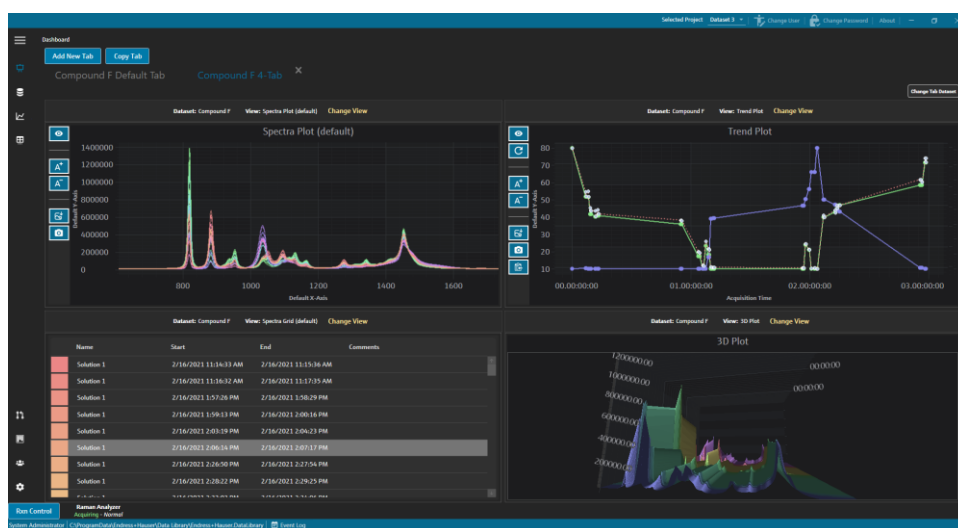 Selected Project Dataset 3 Change User Change Password About
Dashboard
Add New Tab Copy Tab
Compound F Default Tab Compound F 4-Tab X
Change Tab Dataset
Dataset: Compound F View: Spectra Plot (default) Change View
Spectra Plot (default)
A+
A-
Default Y-Axis
1400000
1200000
1000000
800000
600000
400000
200000
0
800 1000 1200 1400 1600
Default X-Axis
Dataset: Compound F View: Trend Plot Change View
Trend Plot
A+
A-
Default Y-Axis
80
70
60
50
40
30
20
10
00.00:00:00 01.00:00:00 02.00:00:00 03.00:00:00
Acquisition Time
Dataset: Compound F View: Spectra Grid (default) Change View
Name Start End Comments
Solution 1 2/16/2021 11:14:33 AM 2/16/2021 11:15:36 AM
Solution 1 2/16/2021 11:16:32 AM 2/16/2021 11:17:35 AM
Solution 1 2/16/2021 1:57:26 PM 2/16/2021 1:58:29 PM
Solution 1 2/16/2021 1:59:13 PM 2/16/2021 2:00:16 PM
Solution 1 2/16/2021 2:03:19 PM 2/16/2021 2:04:23 PM
Solution 1 2/16/2021 2:06:14 PM 2/16/2021 2:07:17 PM
Solution 1 2/16/2021 2:26:50 PM 2/16/2021 2:27:54 PM
Solution 1 2/16/2021 2:28:22 PM 2/16/2021 2:29:25 PM
Dataset: Compound F View: 3D Plot Change View
3D Plot
1200000.00
1000000.00
800000.00
600000.00
400000.00
200000.00
00:00:00
00:00:00
Run Control
Raman Analyzer
Acquiring - Normal
System Administrator C:\ProgramData\Endress+Hauser\Data Library\Endress+Hauser.DataLibrary Event Log